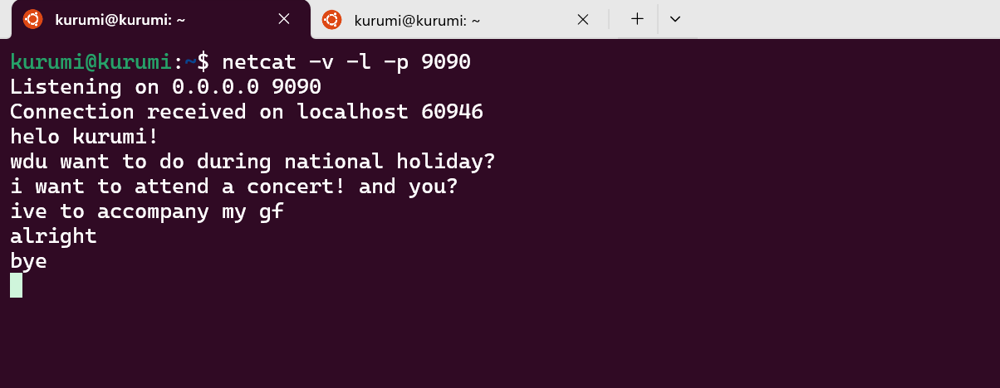 kurumi@kurumi: ~ kurumi@kurumi: ~
kurumi@kurumi:~$ netcat -v -l -p 9090
Listening on 0.0.0.0 9090
Connection received on localhost 60946
helo kurumi!
wdu want to do during national holiday?
i want to attend a concert! and you?
ive to accompany my gf
alright
bye